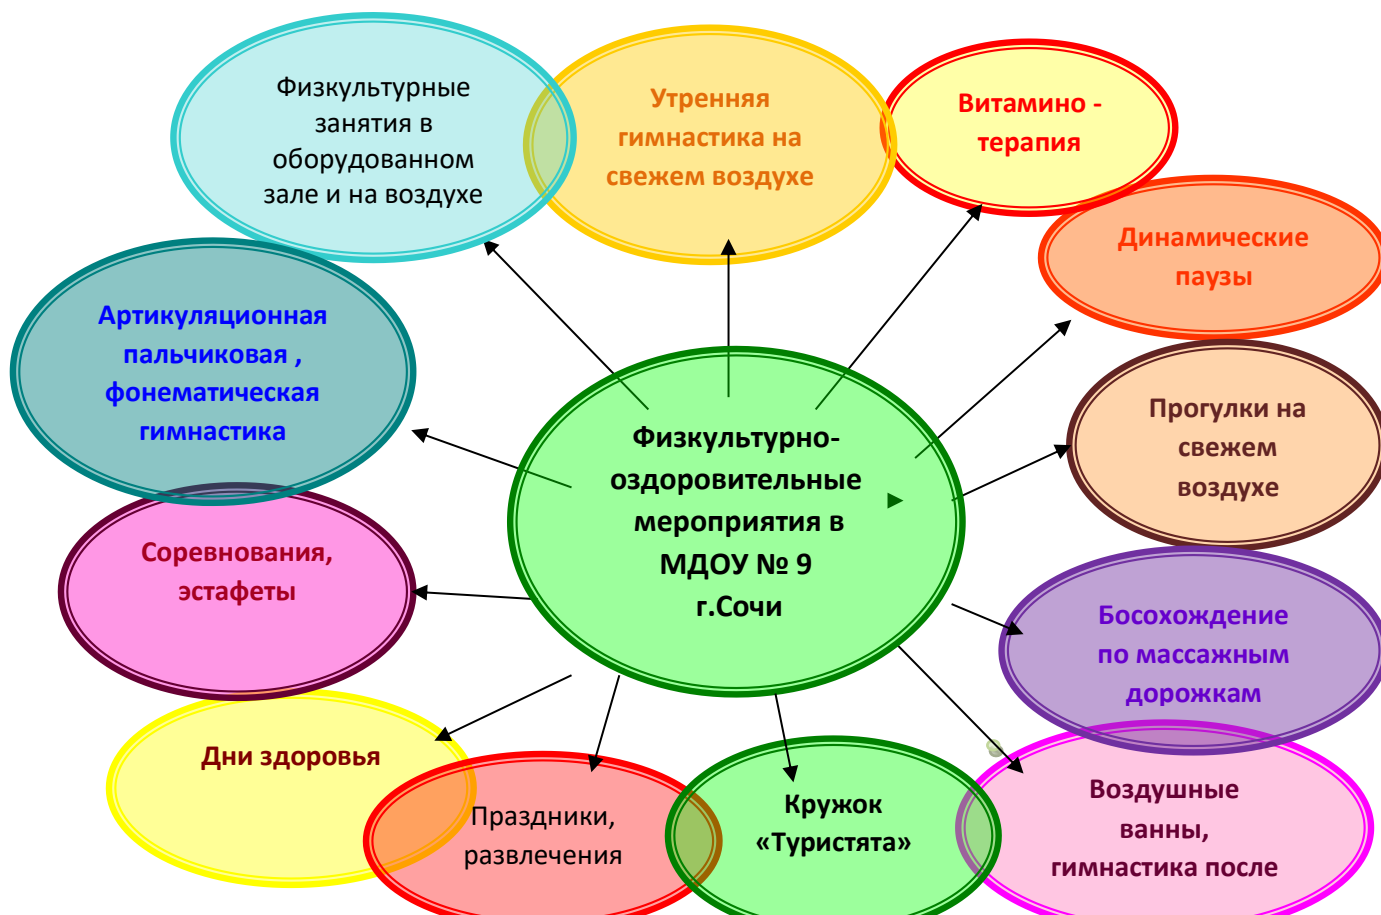 Физкультурные
занятия в
оборудованном
зале и на воздухе
Утренняя
гимнастика на
свежем воздухе
Витамино -
терапия
Динамические
паузы
Артикуляционная
пальчиковая ,
фонематическая
гимнастика
Физкультурно-
оздоровительные
мероприятия в
МДОУ № 9
г.Сочи
Прогулки на
свежем
воздухе
Соревнования,
эстафеты
Босохождение
по массажным
дорожкам
Дни здоровья
Праздники,
развлечения
Кружок
«Туристята»
Воздушные
ванны,
гимнастика после